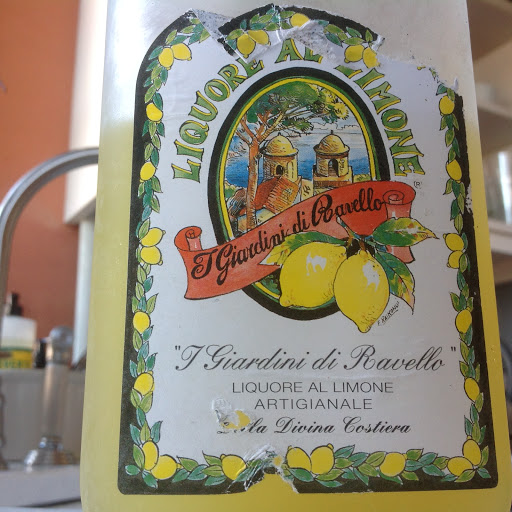 LIQUORE AL LIMONE
I Giardini di Ravello
"I Giardini di Ravello"
LIQUORE AL LIMONE
ARTIGIANALE
la Divina Costiera